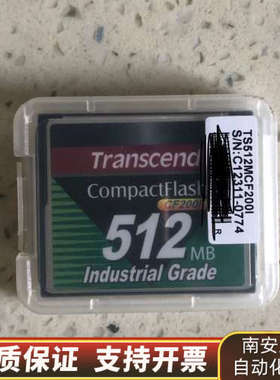 Transcend
CompactFlash
CF200I
512 MB
Industrial Grade
TS512MCF200I
S/N:C12311-0774
质保证 支持开票
南安
自动化